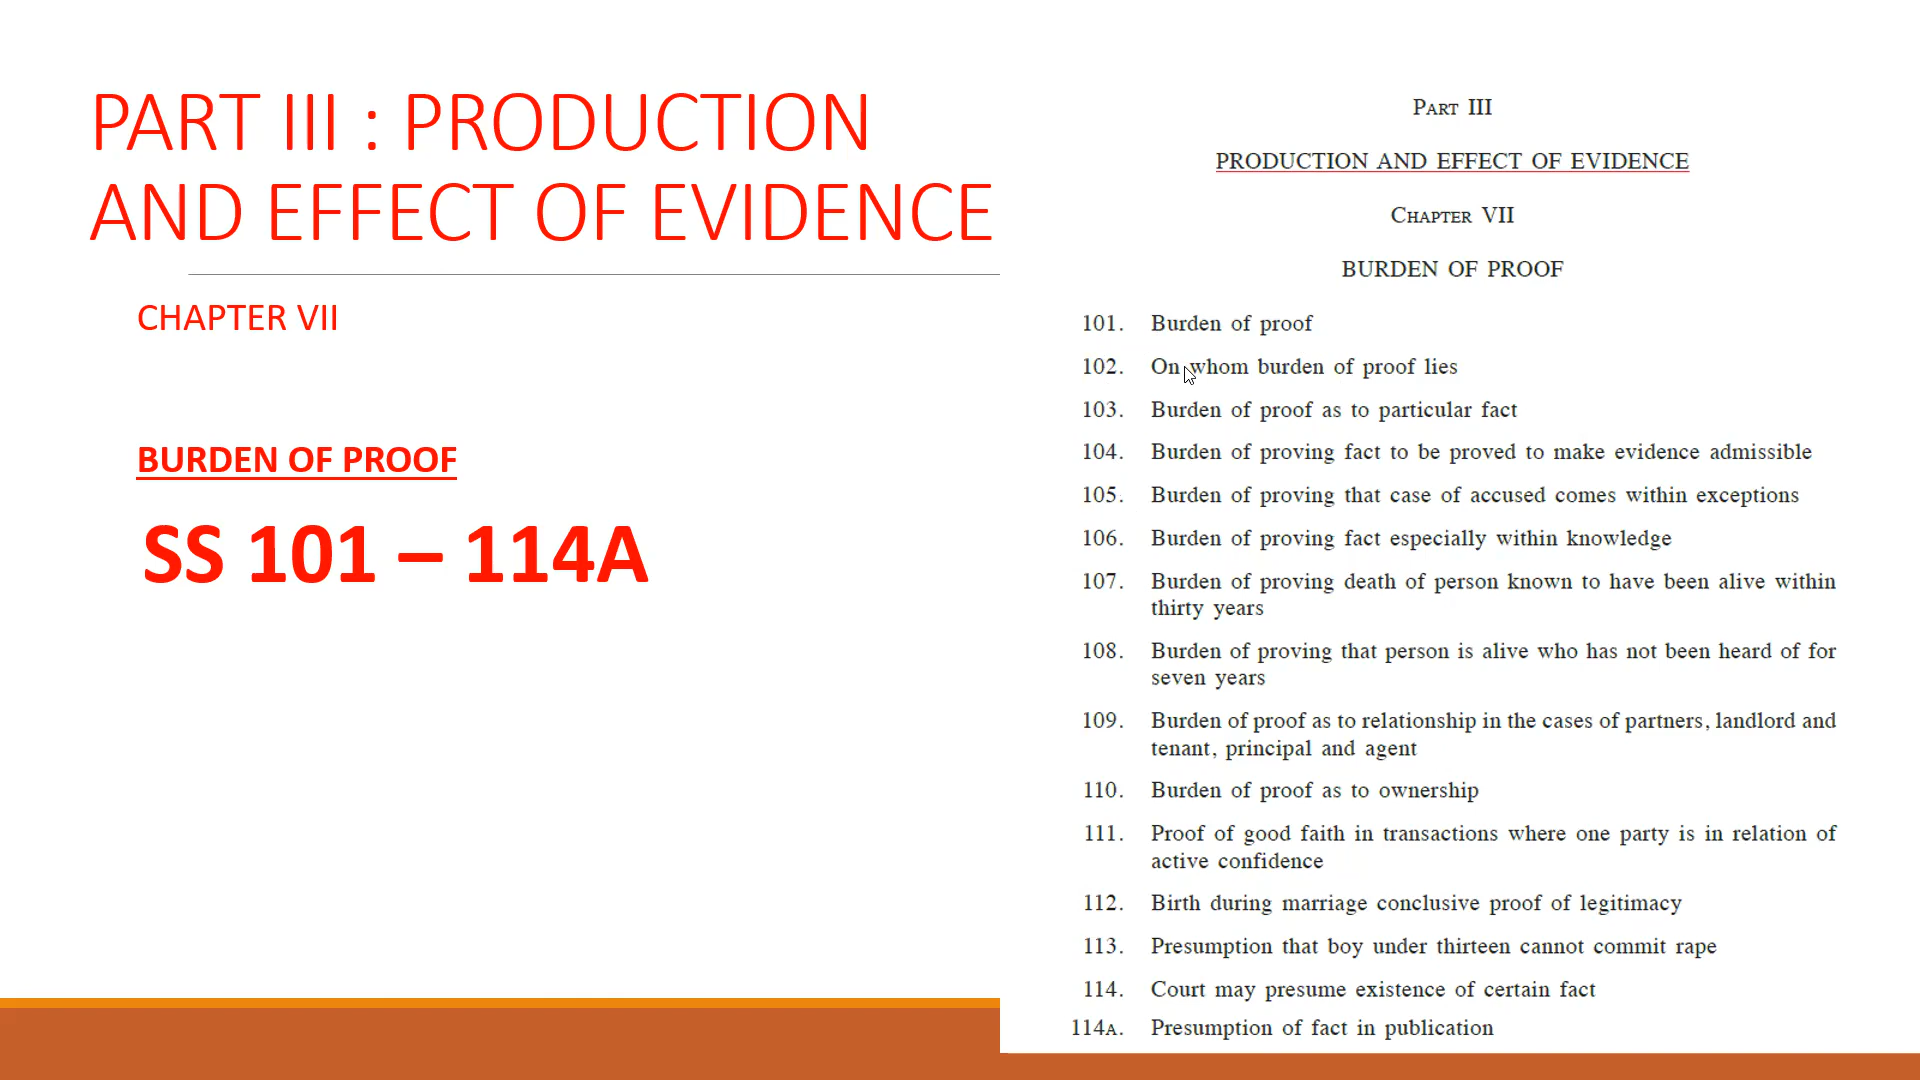 PART III : PRODUCTION
AND EFFECT OF EVIDENCE
CHAPTER VII
BURDEN OF PROOF
SS 101 – 114A
PART III
PRODUCTION AND EFFECT OF EVIDENCE
CHAPTER VII
BURDEN OF PROOF
101. Burden of proof
102. On whom burden of proof lies
103. Burden of proof as to particular fact
104. Burden of proving fact to be proved to make evidence admissible
105. Burden of proving that case of accused comes within exceptions
106. Burden of proving fact especially within knowledge
107. Burden of proving death of person known to have been alive within
thirty years
108. Burden of proving that person is alive who has not been heard of for
seven years
109. Burden of proof as to relationship in the cases of partners, landlord and
tenant, principal and agent
110. Burden of proof as to ownership
111. Proof of good faith in transactions where one party is in relation of
active confidence
112. Birth during marriage conclusive proof of legitimacy
113. Presumption that boy under thirteen cannot commit rape
114. Court may presume existence of certain fact
114A. Presumption of fact in publication